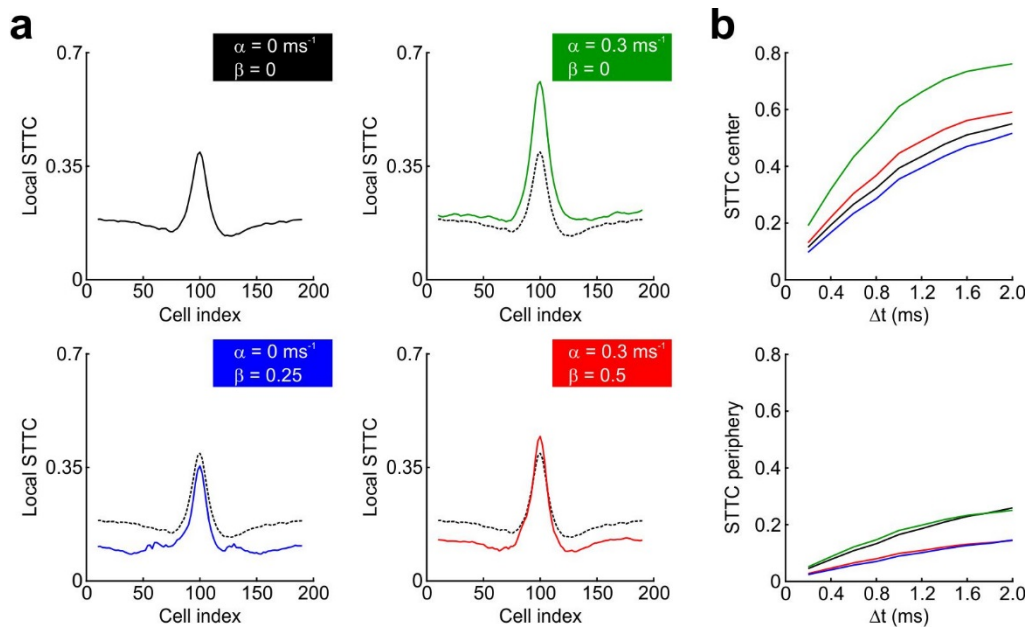 a
b
0.7
0.35
0
Local STTC
0
50
100
150
200
Cell index
α = 0 ms⁻¹
β = 0
0.7
0.35
0
Local STTC
0
50
100
150
200
Cell index
α = 0.3 ms⁻¹
β = 0
0.8
0.6
0.4
0.2
0
STTC center
0.4
0.8
1.2
1.6
2.0
Δt (ms)
0.7
0.35
0
Local STTC
0
50
100
150
200
Cell index
α = 0 ms⁻¹
β = 0.25
0.7
0.35
0
Local STTC
0
50
100
150
200
Cell index
α = 0.3 ms⁻¹
β = 0.5
0.8
0.6
0.4
0.2
0
STTC periphery
0.4
0.8
1.2
1.6
2.0
Δt (ms)